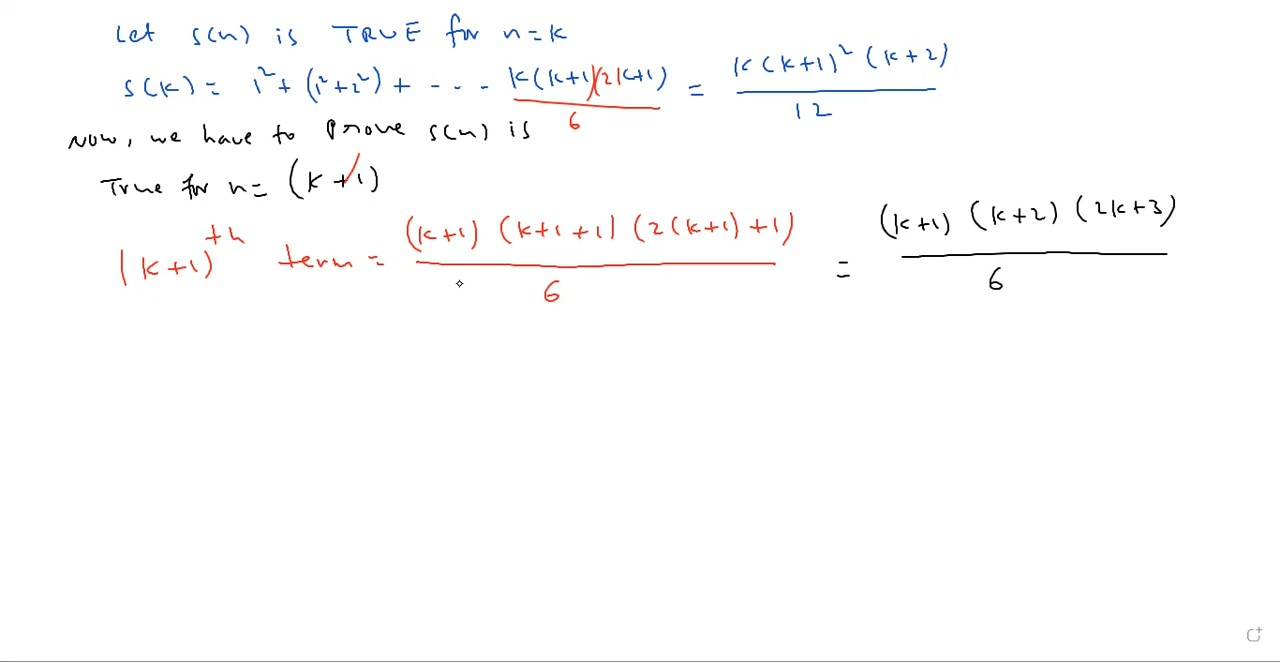 Let S(n) is TRUE for n=k
S(k) = 1² + (1²+2²) + ---- k(k+1)(2k+1)/6 = k(k+1)²(k+2)/12
Now, we have to Prove S(n) is
True for n= (k+1)
(k+1)th term = (k+1)(k+1+1)(2(k+1)+1)/6 = (k+1)(k+2)(2k+3)/6